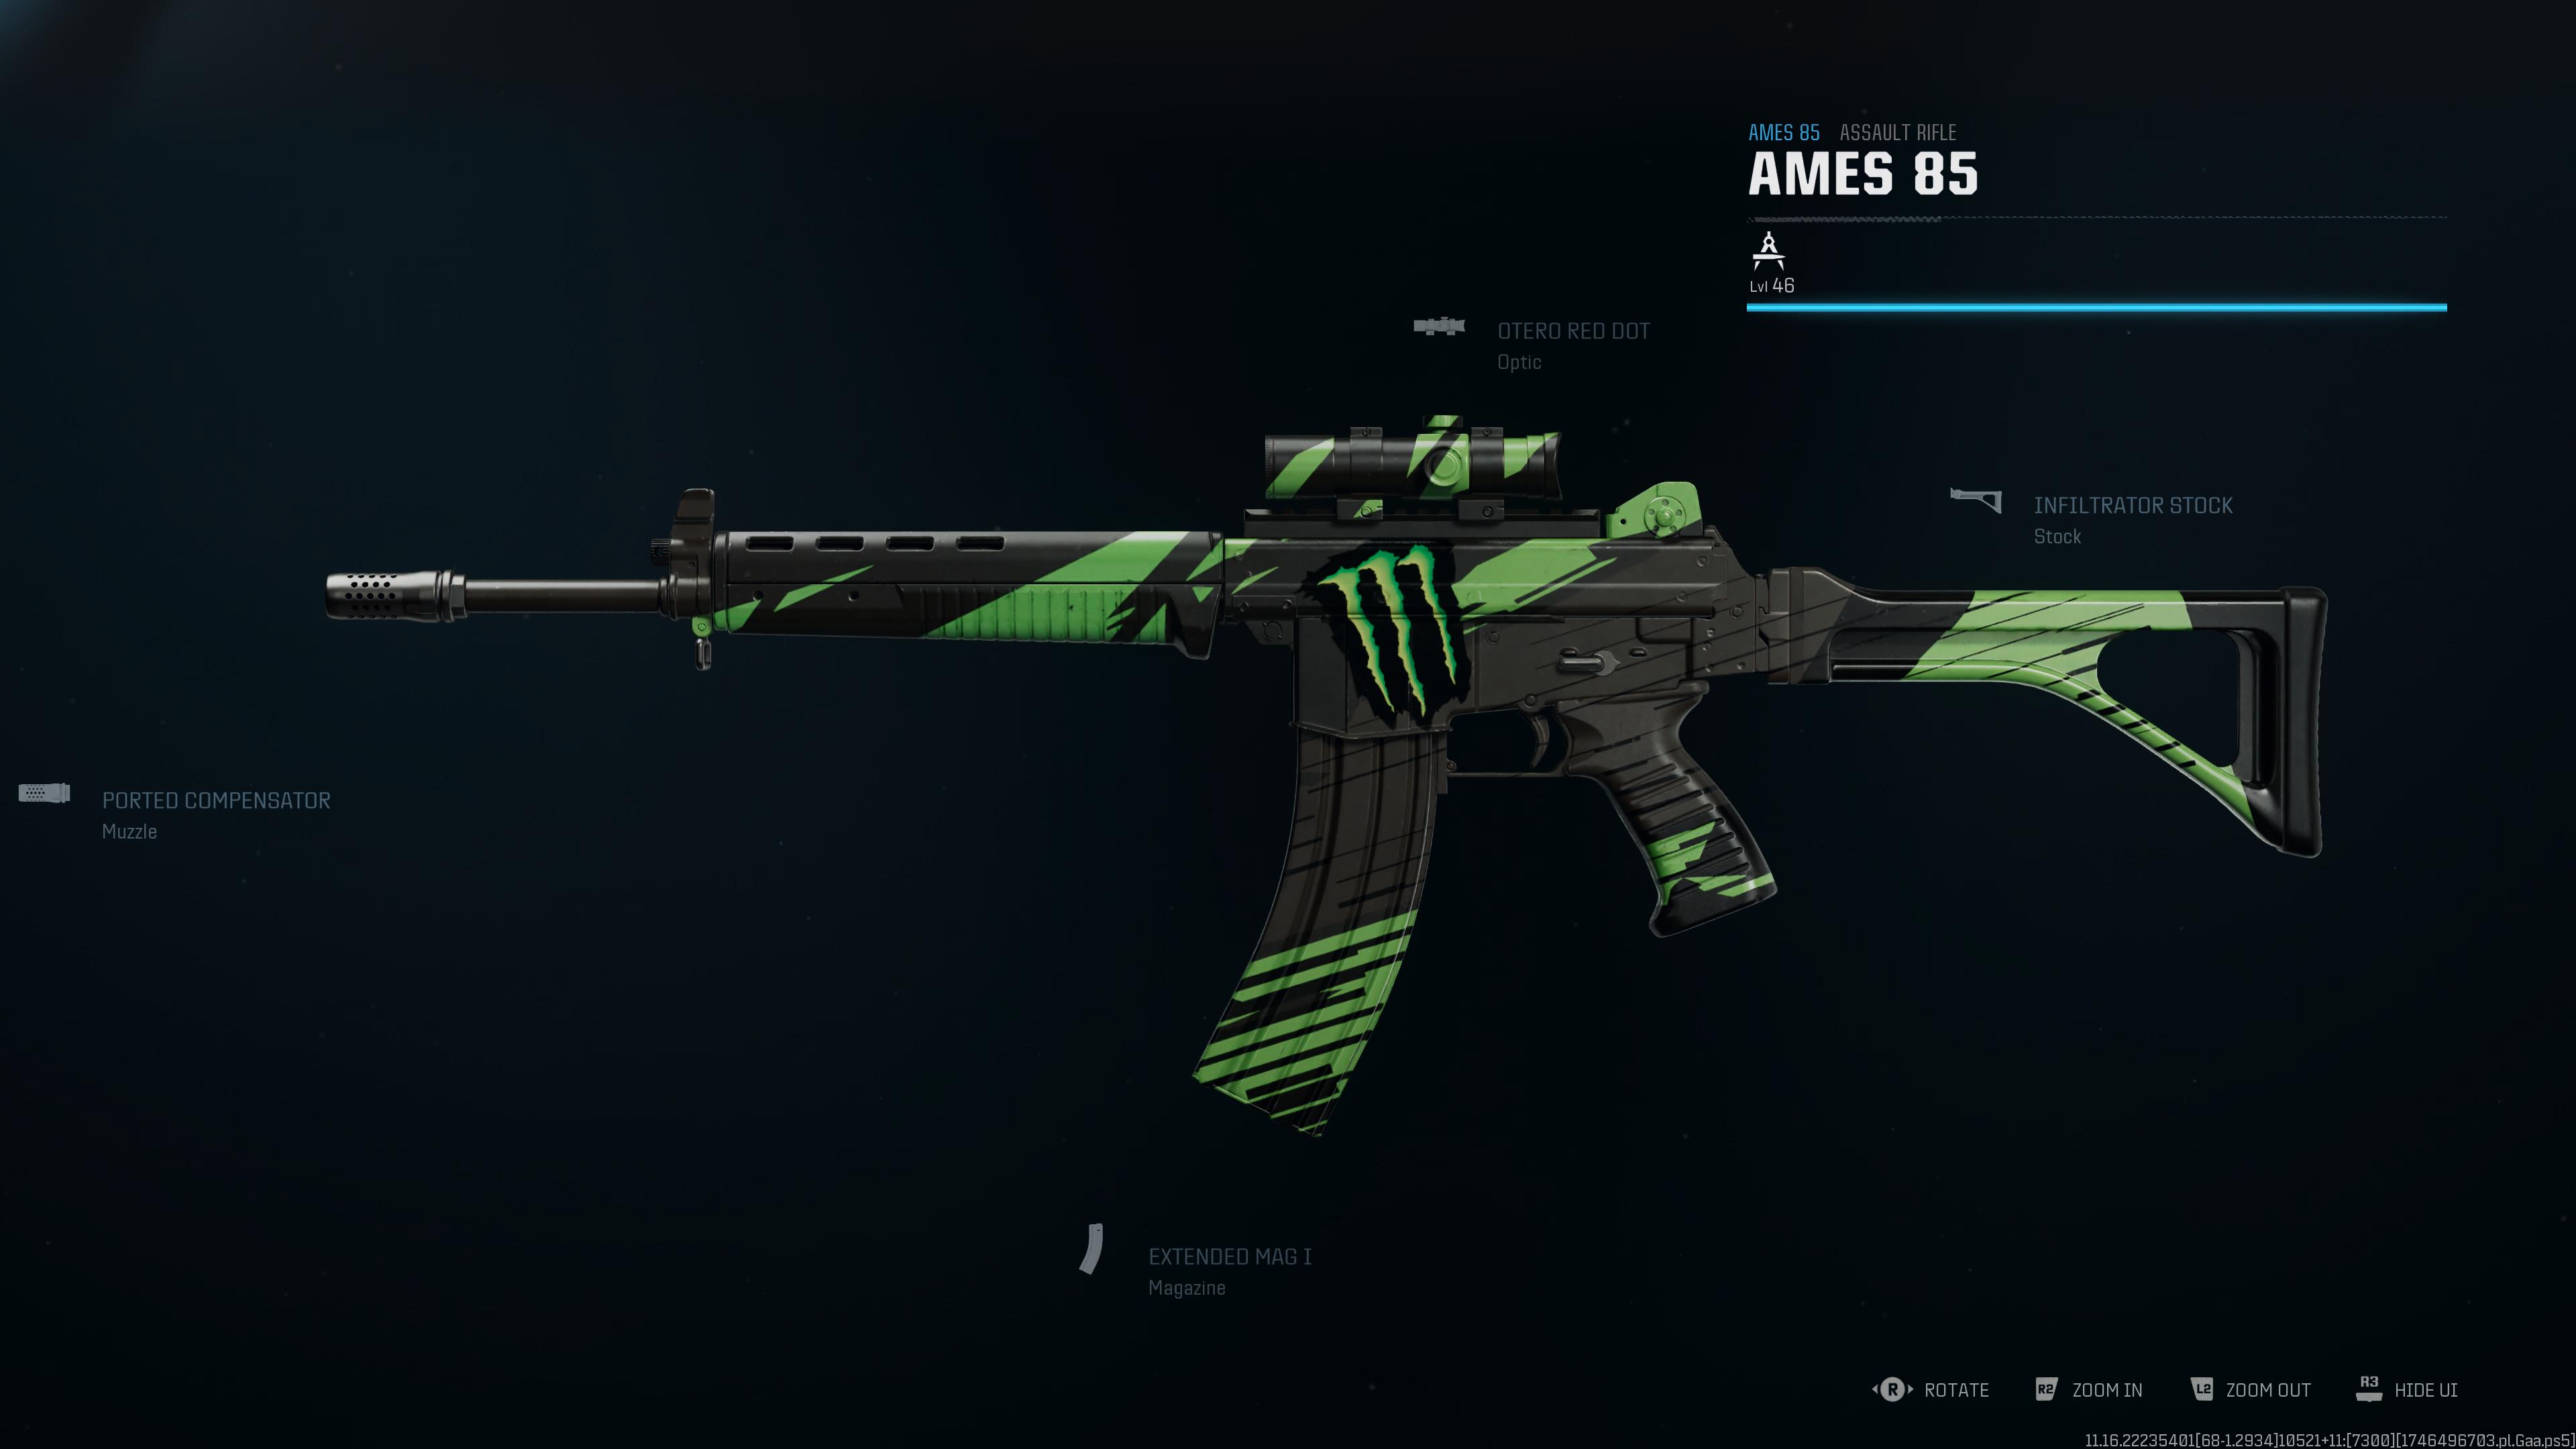 AMES 85 ASSAULT RIFLE
AMES 85
Lvl 46
OTERO RED DOT
Optic
INFILTRATOR STOCK
Stock
PORTED COMPENSATOR
Muzzle
EXTENDED MAG I
Magazine
R ROTATE R2 ZOOM IN L2 ZOOM OUT R3 HIDE UI
11.16.22235401[68-1.2934]10521+11:[7300][1746496703.pl.Gaa.ps5]